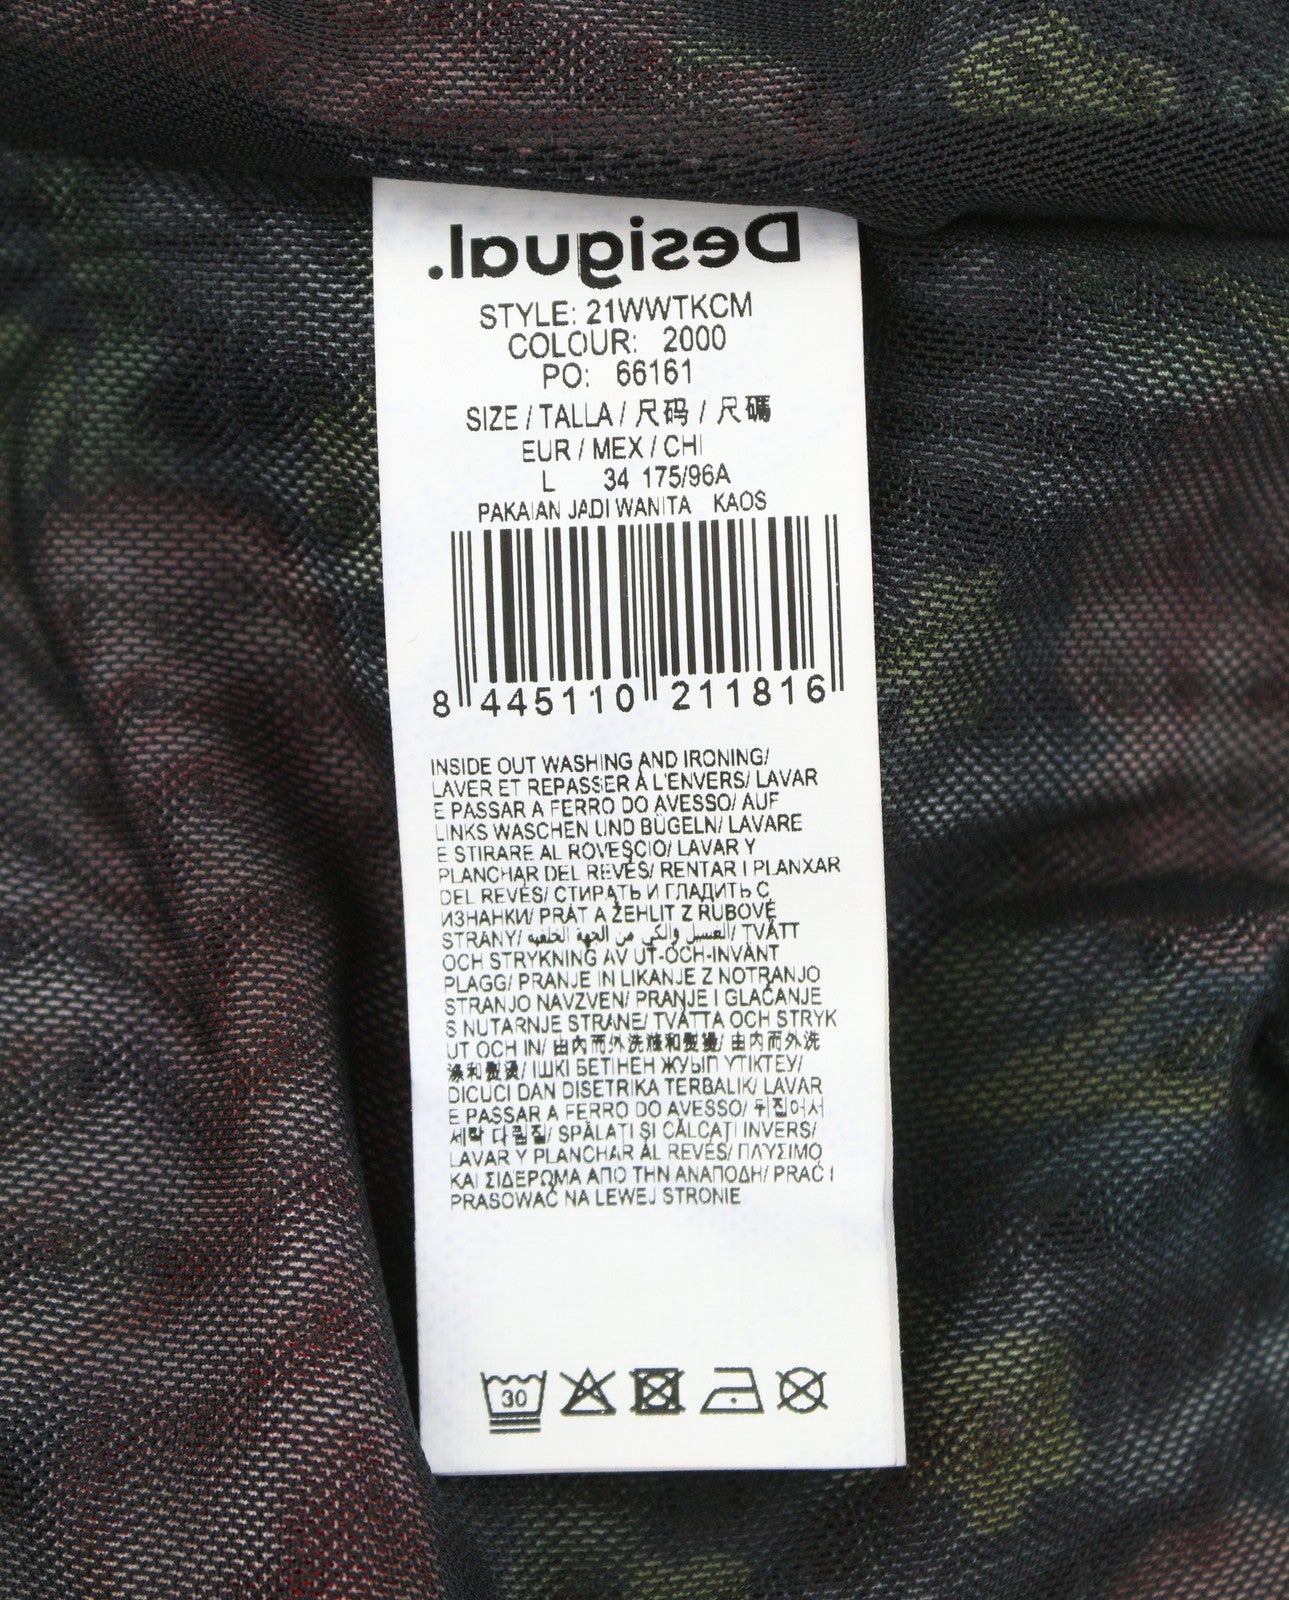 Desigual.
STYLE: 21WWTKCM
COLOUR: 2000
PO: 66161
SIZE / TALLA / 尺码 / 尺碼
EUR / MEX / CHI
L 34 175/96A
PAKAIAN JADI WANITA KAOS
8 445110 211816
INSIDE OUT WASHING AND IRONING/
LAVER ET REPASSER À L'ENVERS/ LAVAR
E PASSAR A FERRO DO AVESSO/ AUF
LINKS WASCHEN UND BÜGELN/ LAVARE
E STIRARE AL ROVESCIO/ LAVAR Y
PLANCHAR DEL REVÉS/ RENTAR I PLANXAR
DEL REVÉS/ СТИРАТЬ И ГЛАДИТЬ С
ИЗНАНКИ/ PRÁT A ŽEHLIT Z RUBOVÉ
STRANY/ الغسيل والكي من الجهة الخلفية/ TVÄTT
OCH STRYKNING AV UT-OCH-INVÄNT
PLAGG/ PRANJE IN LIKANJE Z NOTRANJO
STRANJO NAVZVEN/ PRANJE I GLAČANJE
S NUTARNJE STRANE/ TVÄTTA OCH STRYK
UT OCH IN/ 由内而外洗滌和熨燙/ 由内而外洗
滌和熨燙/ ІШКІ БЕТІНЕН ЖУЫП ҮТІКТЕУ/
DICUCI DAN DISETRIKA TERBALIK/ LAVAR
E PASSAR A FERRO DO AVESSO/ 뒤집어서
세탁 다림질/ SPĂLAȚI ȘI CĂLCAȚI INVERS/
LAVAR Y PLANCHAR AL REVÉS/ ΠΛΥΣΙΜΟ
ΚΑΙ ΣΙΔΕΡΩΜΑ ΑΠΟ ΤΗΝ ΑΝΑΠΟΔΗ/ PRAĆ I
PRASOWAĆ NA LEWEJ STRONIE
30